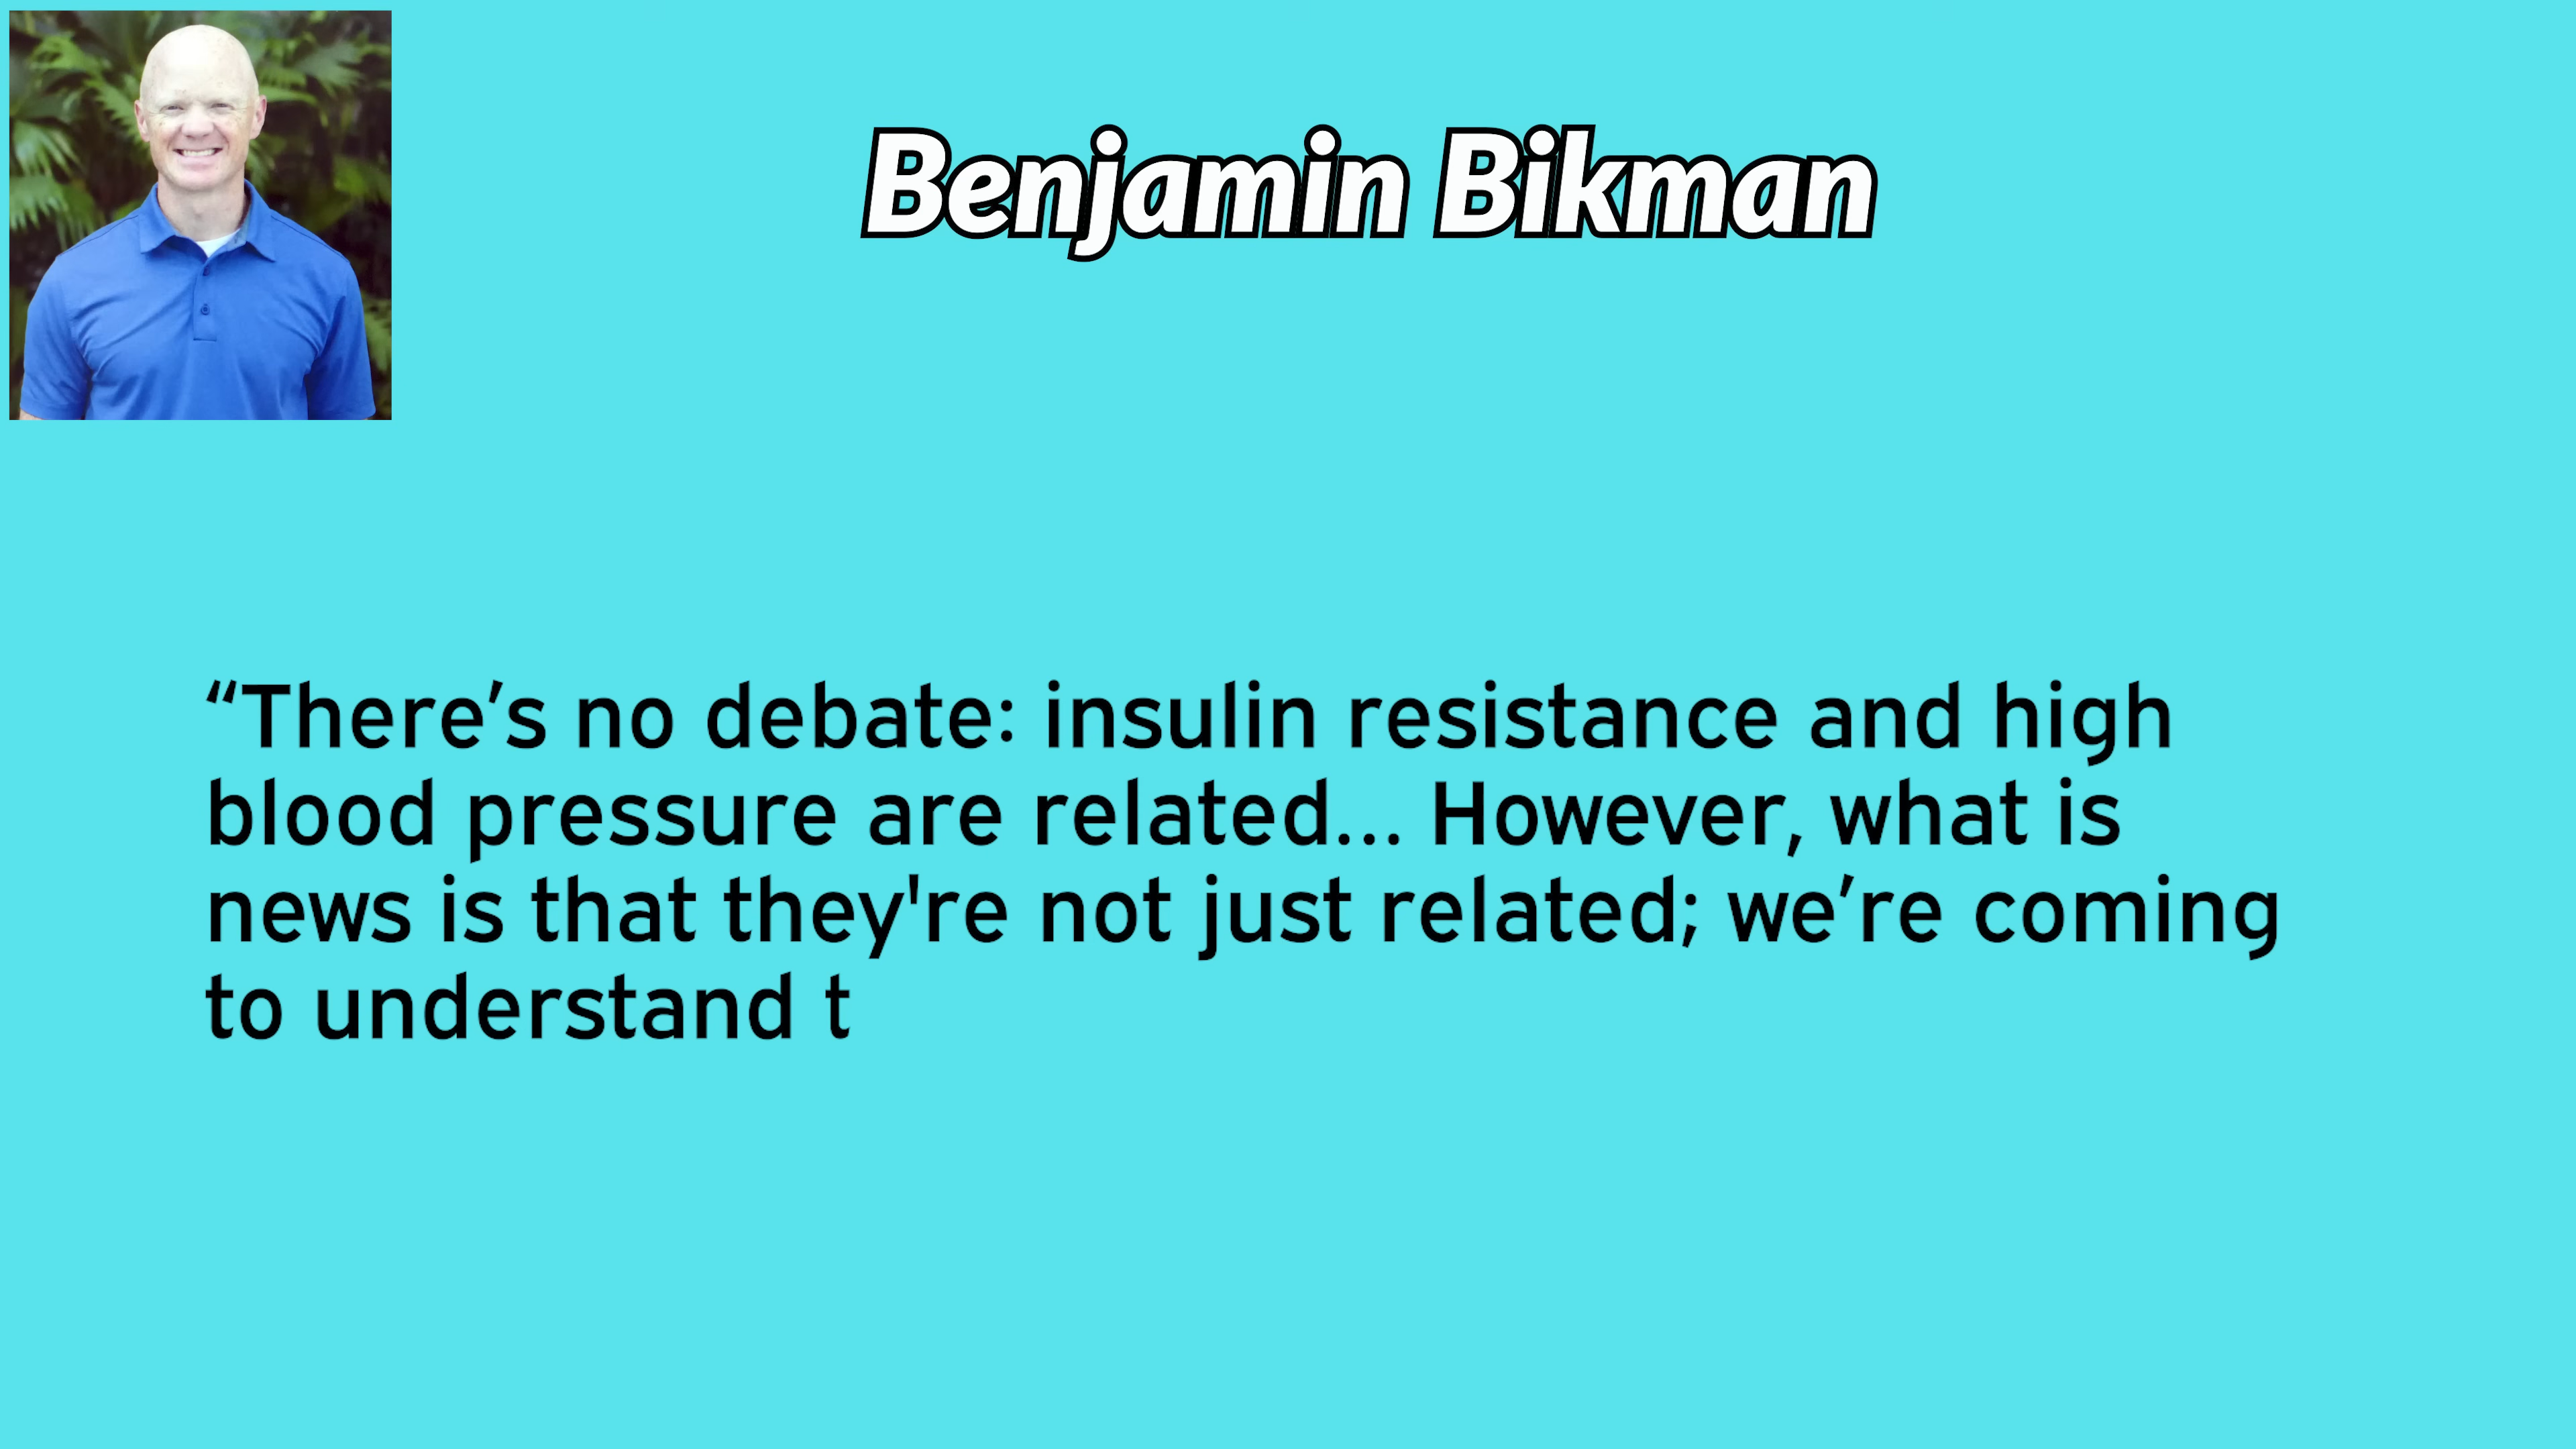 Benjamin Bikman
“There’s no debate: insulin resistance and high
blood pressure are related... However, what is
news is that they're not just related; we’re coming
to understand t